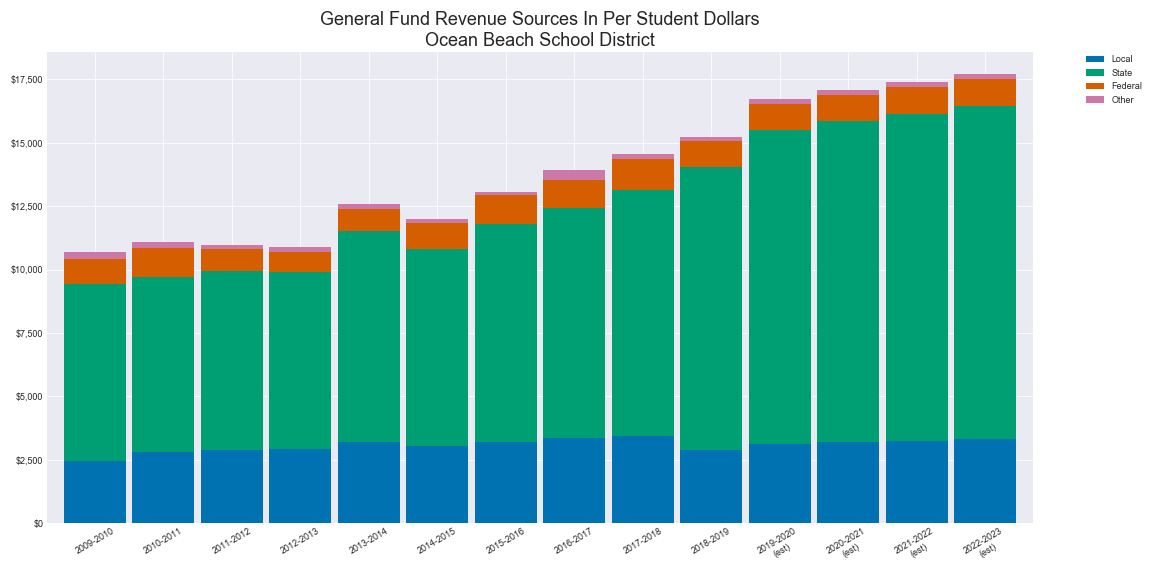 General Fund Revenue Sources In Per Student Dollars
Ocean Beach School District
Local
State
Federal
Other
$17,500
$15,000
$12,500
$10,000
$7,500
$5,000
$2,500
$0
2009-2010
2010-2011
2011-2012
2012-2013
2013-2014
2014-2015
2015-2016
2016-2017
2017-2018
2018-2019
2019-2020
(est)
2020-2021
(est)
2021-2022
(est)
2022-2023
(est)